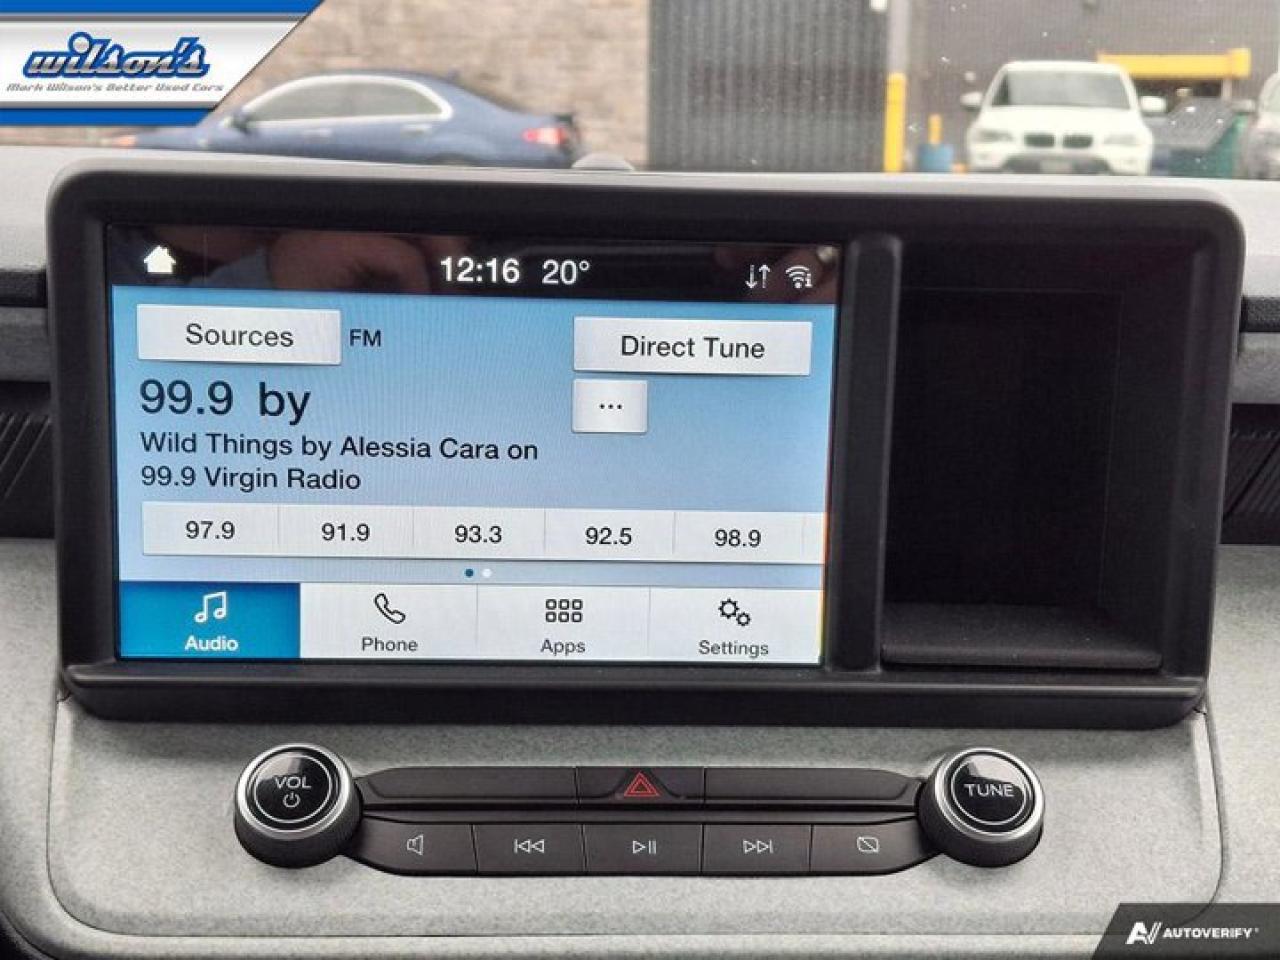 wilson's
Mark Wilson's Better Used Cars
12:16 20°
Sources FM Direct Tune
99.9 by ...
Wild Things by Alessia Cara on
99.9 Virgin Radio
97.9 91.9 93.3 92.5 98.9
Audio Phone Apps Settings
VOL
TUNE
AUTOVERIFY